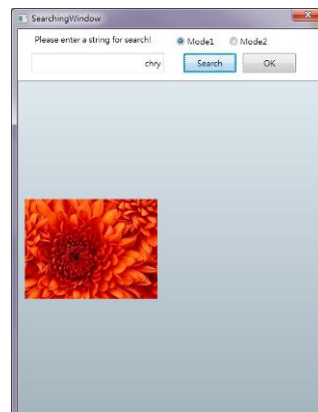 SearchingWindow
Please enter a string for search!
Mode1
Mode2
chry
Search
OK